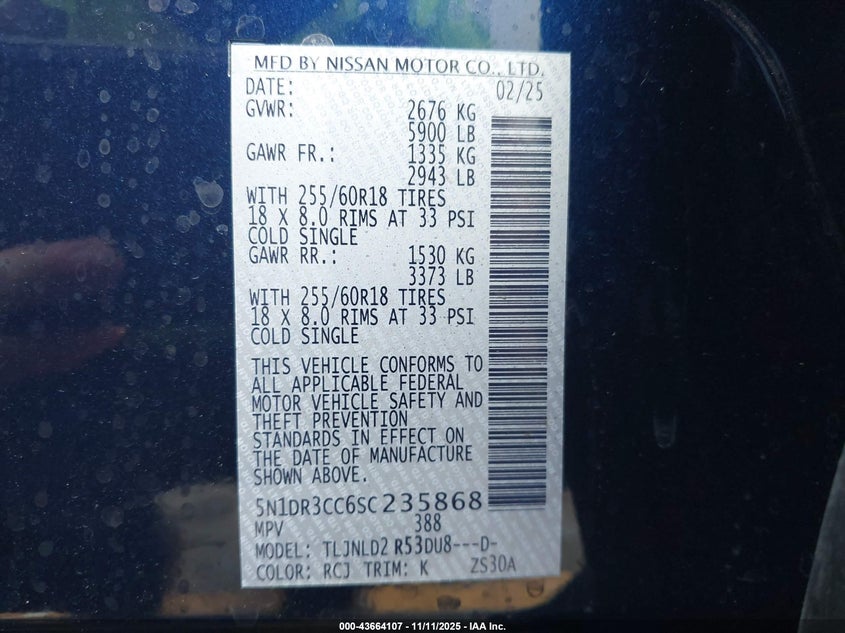 MFD BY NISSAN MOTOR CO., LTD.
DATE: 02/25
GVWR: 2676 KG
5900 LB
GAWR FR.: 1335 KG
2943 LB
WITH 255/60R18 TIRES
18 X 8.0 RIMS AT 33 PSI
COLD SINGLE
GAWR RR.: 1530 KG
3373 LB
WITH 255/60R18 TIRES
18 X 8.0 RIMS AT 33 PSI
COLD SINGLE
THIS VEHICLE CONFORMS TO
ALL APPLICABLE FEDERAL
MOTOR VEHICLE SAFETY AND
THEFT PREVENTION
STANDARDS IN EFFECT ON
THE DATE OF MANUFACTURE
SHOWN ABOVE.
5N1DR3CC6SC235868
MPV 388
MODEL: TLJNLD2 R53DU8---D-
COLOR: RCJ TRIM: K ZS30A
000-43664107 - 11/11/2025 - IAA Inc.